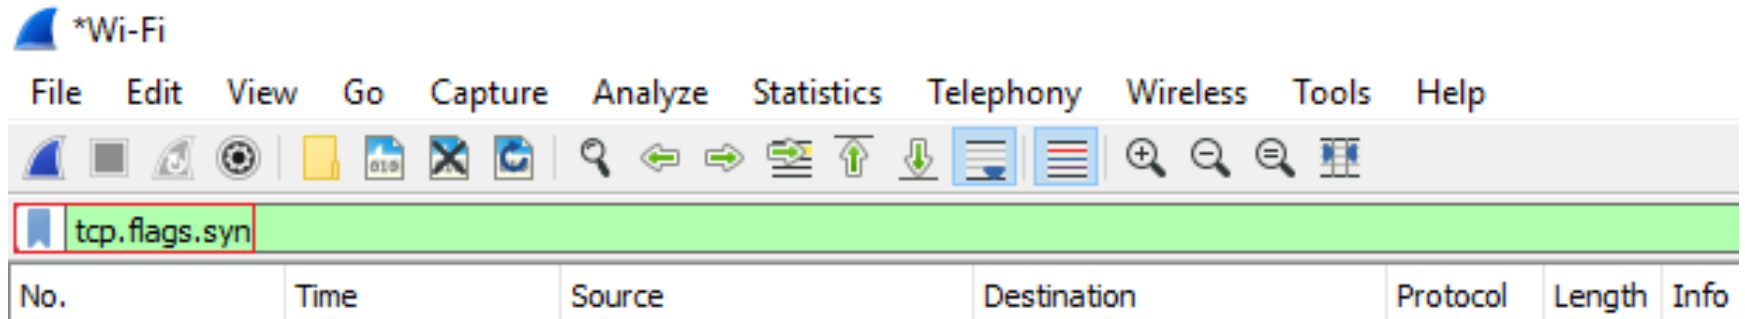 *Wi-Fi
File Edit View Go Capture Analyze Statistics Telephony Wireless Tools Help
tcp.flags.syn
No. Time Source Destination Protocol Length Info